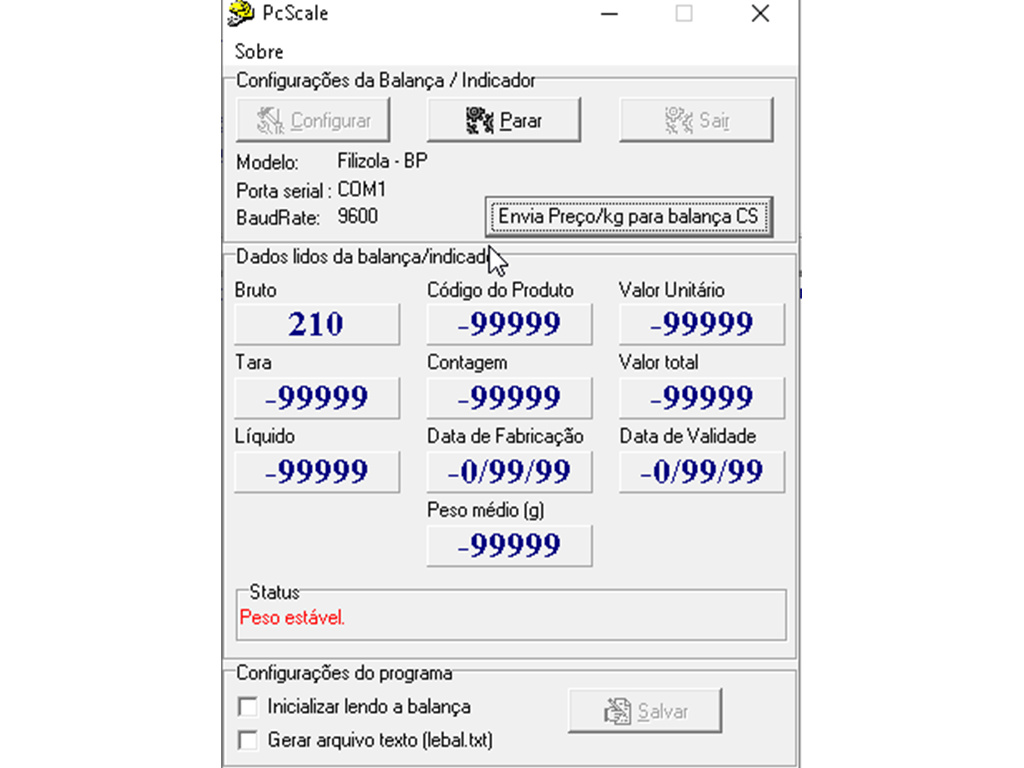 PcScale
Sobre
Configurações da Balança / Indicador
Configurar
Parar
Sair
Modelo: Filizola - BP
Porta serial : COM1
BaudRate: 9600
Envia Preço/kg para balança CS
Dados lidos da balança/indicad
Bruto Código do Produto Valor Unitário
210 -99999 -99999
Tara Contagem Valor total
-99999 -99999 -99999
Líquido Data de Fabricação Data de Validade
-99999 -0/99/99 -0/99/99
Peso médio (g)
-99999
Status
Peso estável.
Configurações do programa
Inicializar lendo a balança
Salvar
Gerar arquivo texto (lebal.txt)